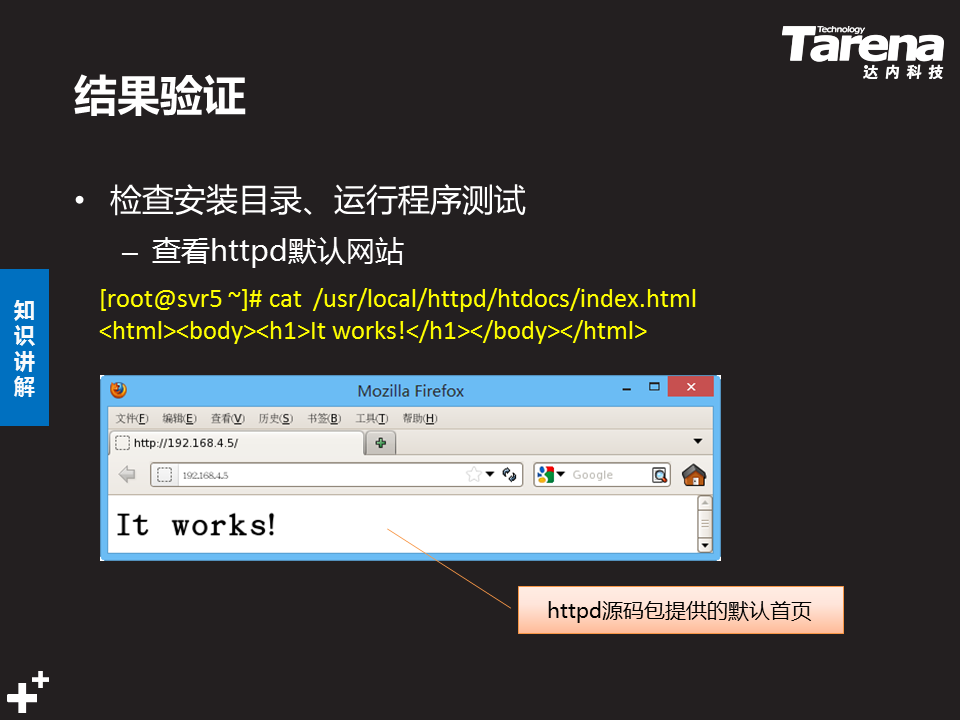 Technology
Tarena
达内科技
结果验证
• 检查安装目录、运行程序测试
– 查看httpd默认网站
[root@svr5 ~]# cat  /usr/local/httpd/htdocs/index.html
<html><body><h1>It works!</h1></body></html>
知识讲解
Mozilla Firefox
文件(F) 编辑(E) 查看(V) 历史(S) 书签(B) 工具(T) 帮助(H)
http://192.168.4.5/
192.168.4.5 Google
It works!
httpd源码包提供的默认首页